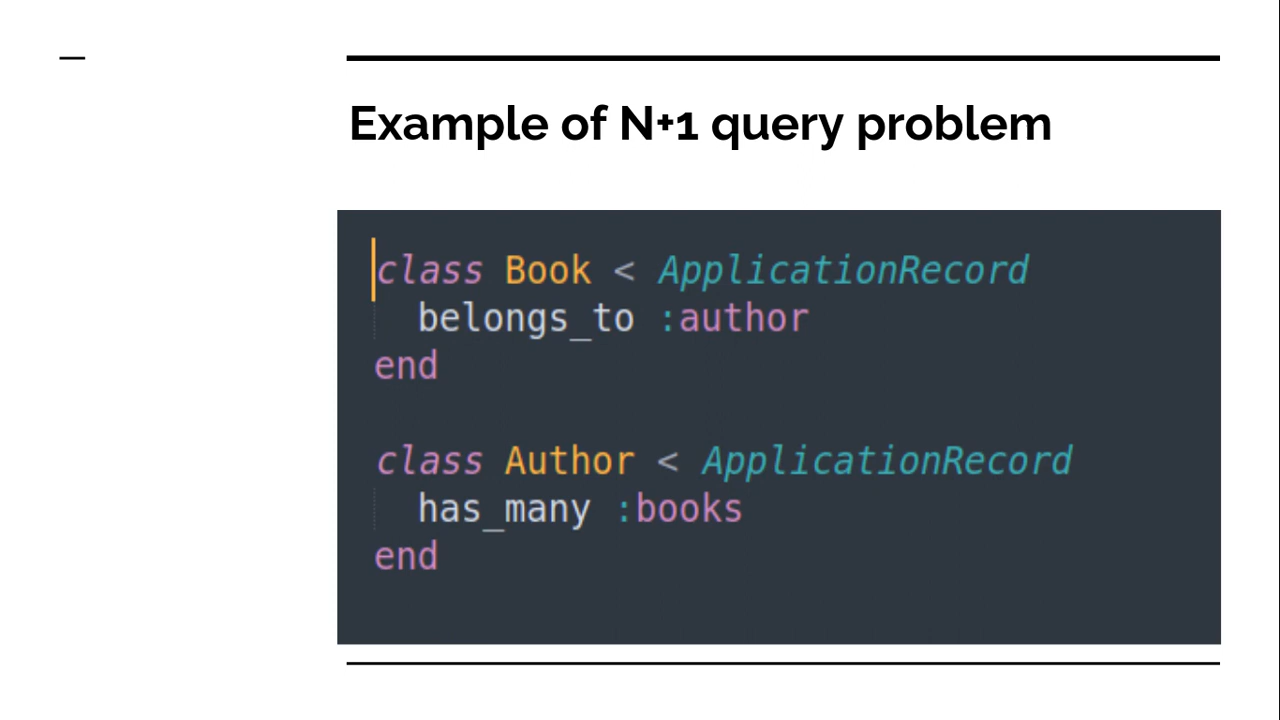 Example of N+1 query problem
class Book < ApplicationRecord
  belongs_to :author
end
class Author < ApplicationRecord
  has_many :books
end